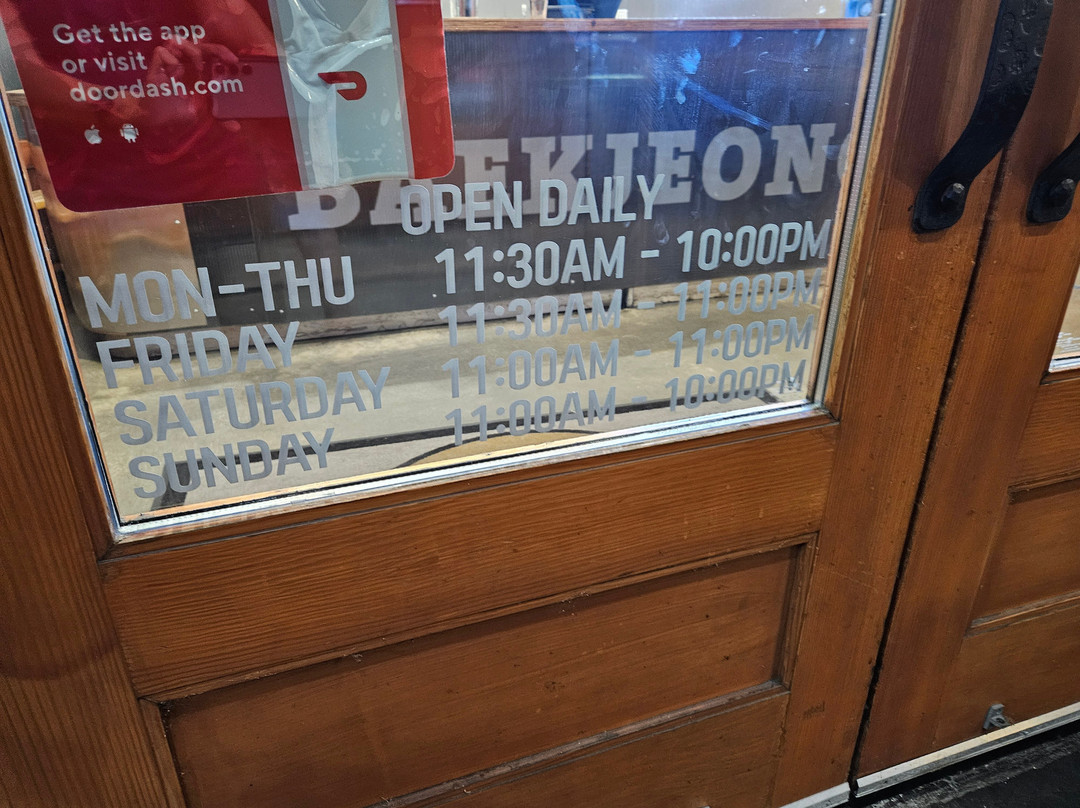 Get the app
or visit
doordash.com
BAEKJEONG
OPEN DAILY
MON-THU 11:30AM - 10:00PM
FRIDAY 11:30AM - 11:00PM
SATURDAY 11:00AM - 11:00PM
SUNDAY 11:00AM - 10:00PM